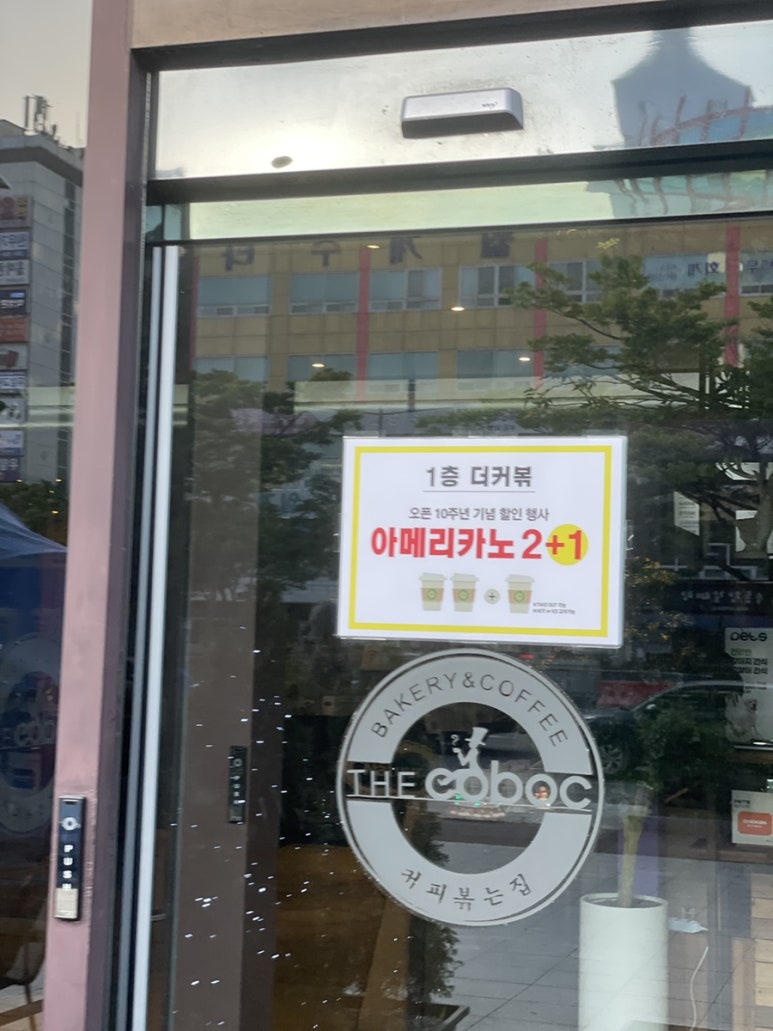 1층 더커볶
오픈 10주년 기념 할인 행사
아메리카노 2+1
BAKERY&COFFEE
THE coboc
커피볶는집
PUSH